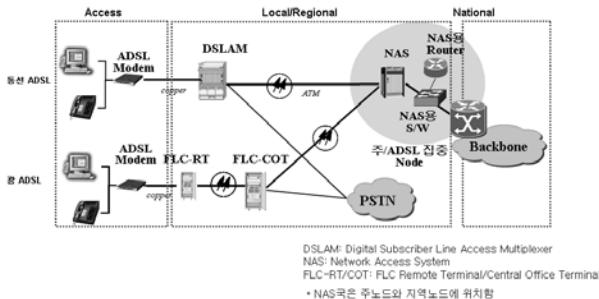 Access
Local/Regional
National
동선 ADSL
ADSL
Modem
copper
DSLAM
ATM
NAS
NAS용
Router
NAS용
S/W
주/ADSL 집중
Node
Backbone
광 ADSL
ADSL
Modem
copper
FLC-RT
FLC-COT
PSTN
DSLAM: Digital Subscriber Line Access Multiplexer
NAS: Network Access System
FLC-RT/COT: FLC Remote Terminal/Central Office Terminal
* NAS국은 주노드와 지역노드에 위치함